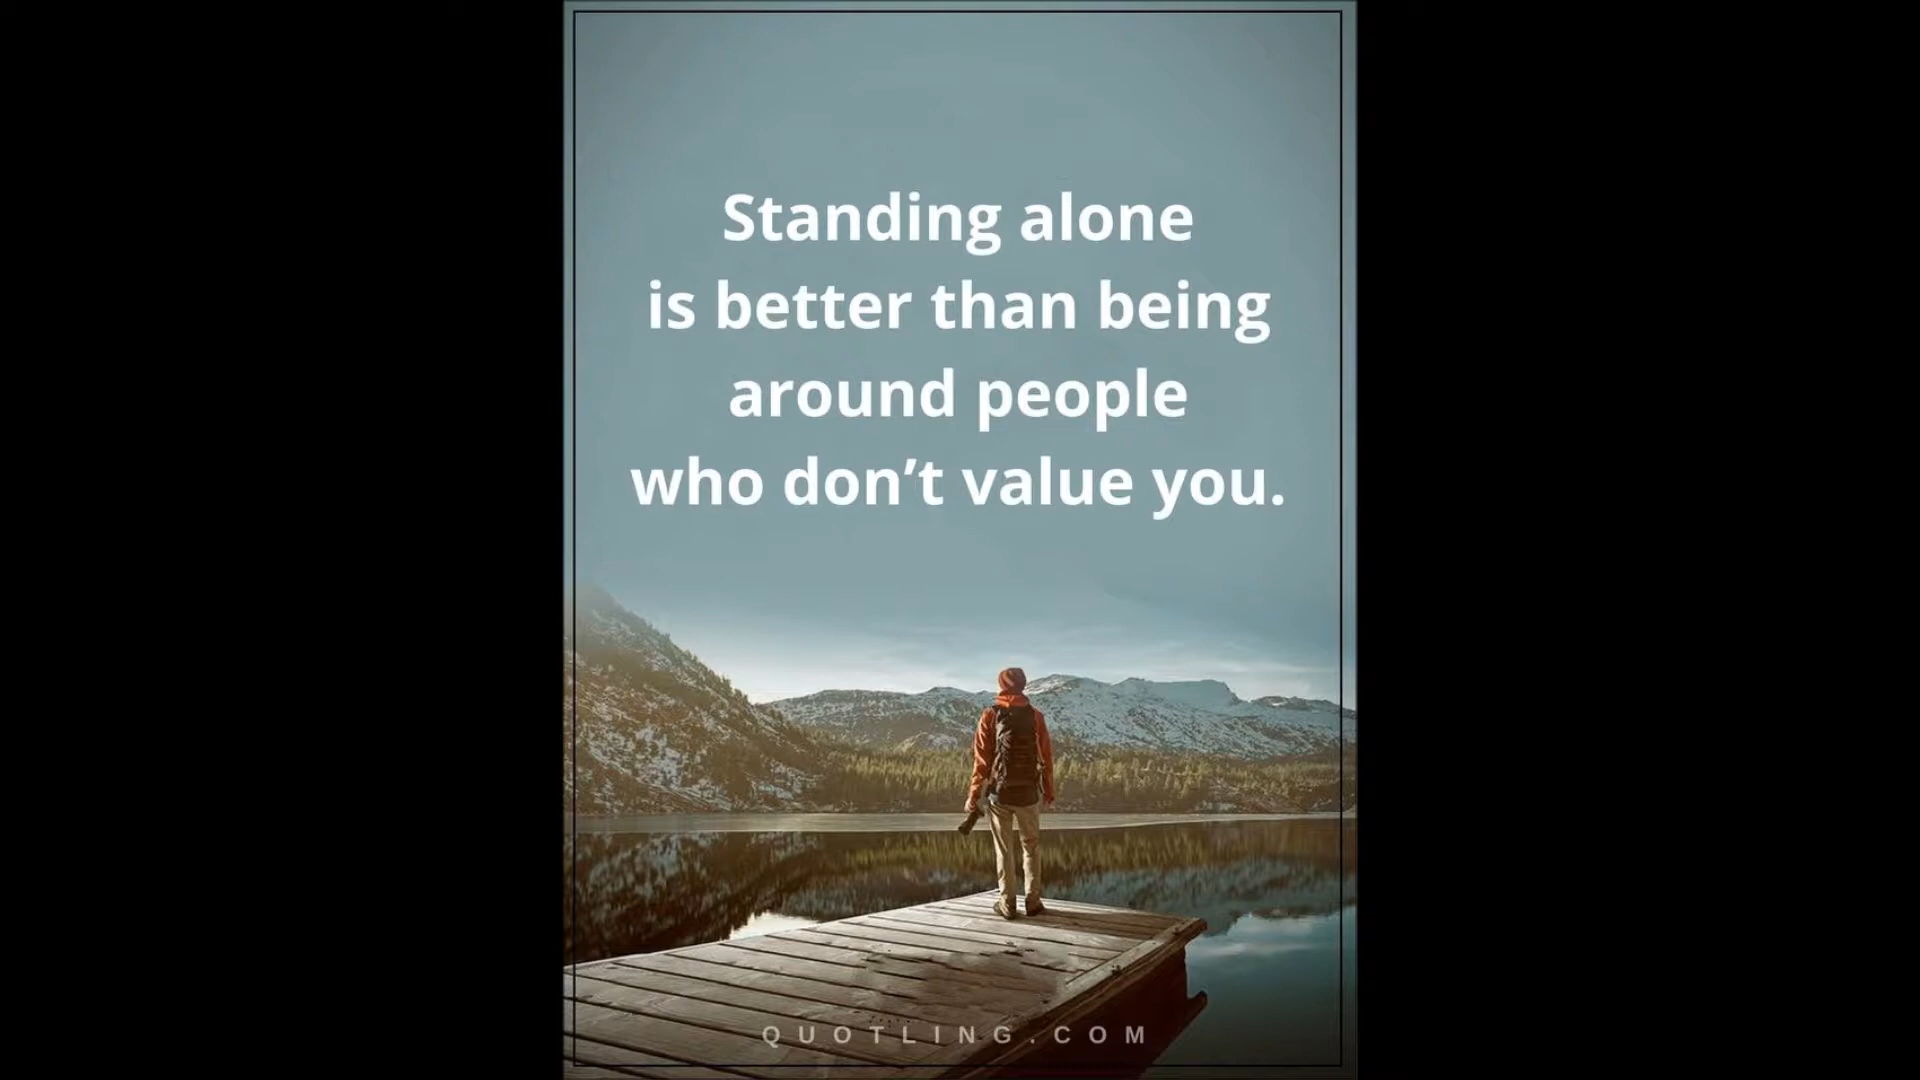 Standing alone
is better than being
around people
who don’t value you.
QUOTLING.COM